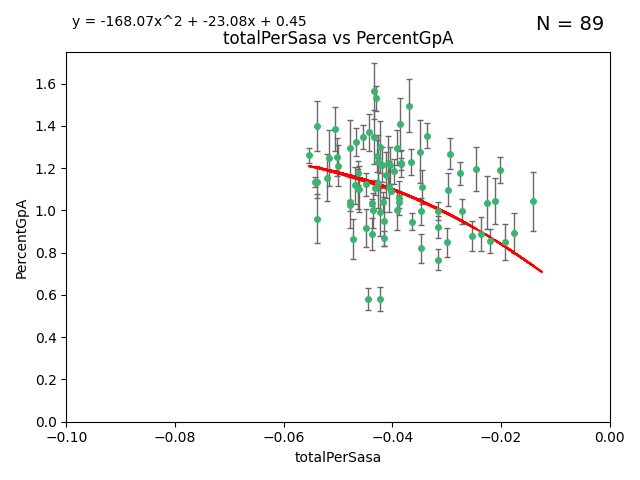 y = -168.07x^2 + -23.08x + 0.45
N = 89
totalPerSasa vs PercentGpA
1.6
1.4
1.2
1.0
0.8
0.6
0.4
0.2
0.0
PercentGpA
−0.10 −0.08 −0.06 −0.04 −0.02 0.00
totalPerSasa